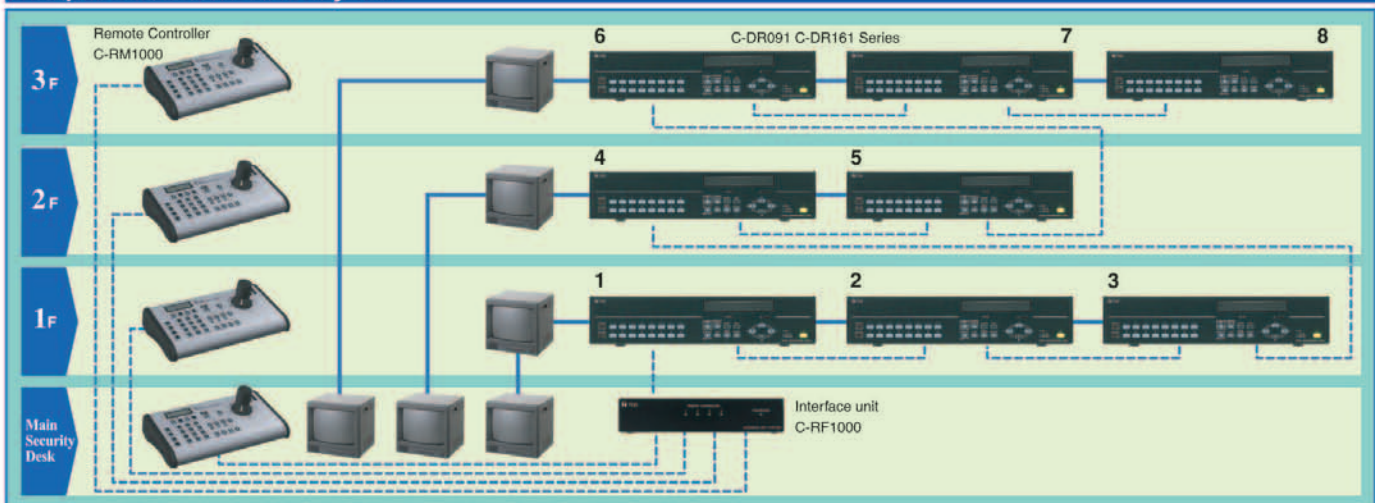 3F
Remote Controller
C-RM1000
6
C-DR091 C-DR161 Series
7
8
2F
4
5
1F
1
2
3
Main
Security
Desk
Interface unit
C-RF1000